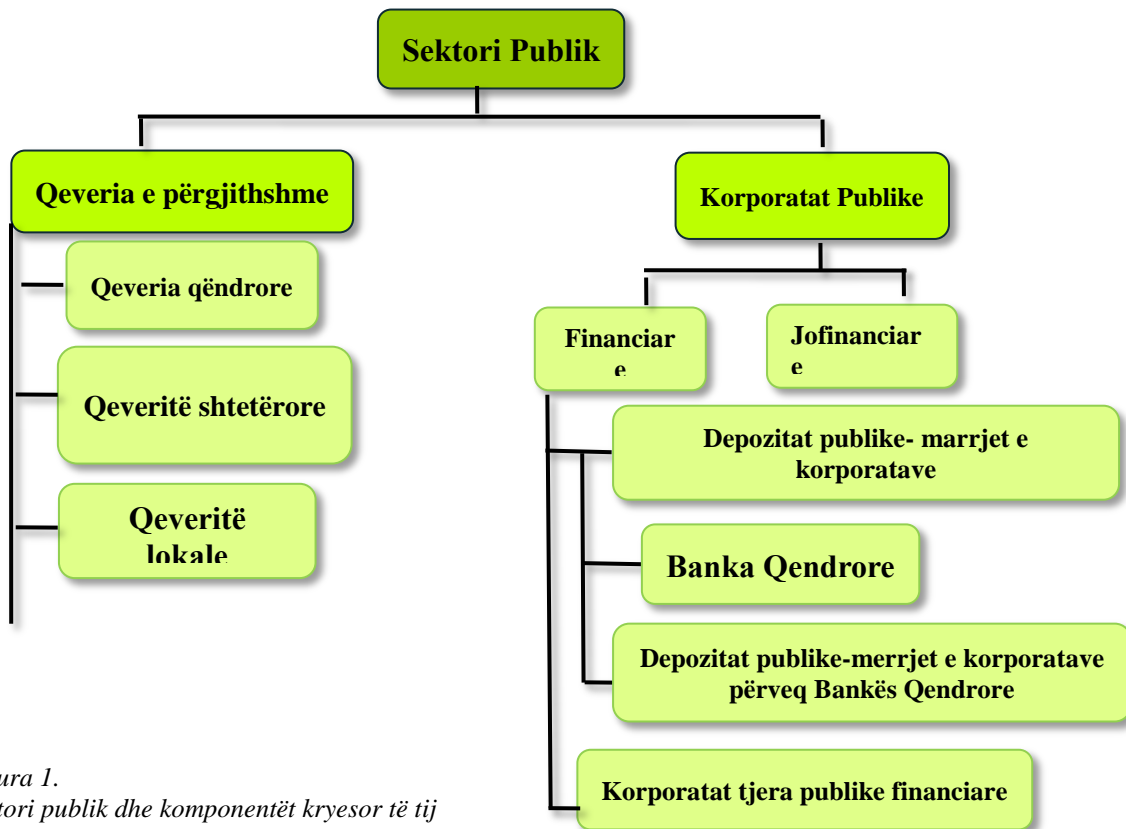 Sektori Publik
Qeveria e përgjithshme
Korporatat Publike
Qeveria qëndrore
Qeveritë shtetërore
Qeveritë
lokale
Financiar
e
Jofinanciar
e
Depozitat publike- marrjet e
korporatave
Banka Qendrore
Depozitat publike-merrjet e korporatave
përveq Bankës Qendrore
Korporatat tjera publike financiare
ura 1.
tori publik dhe komponentët kryesor të tij